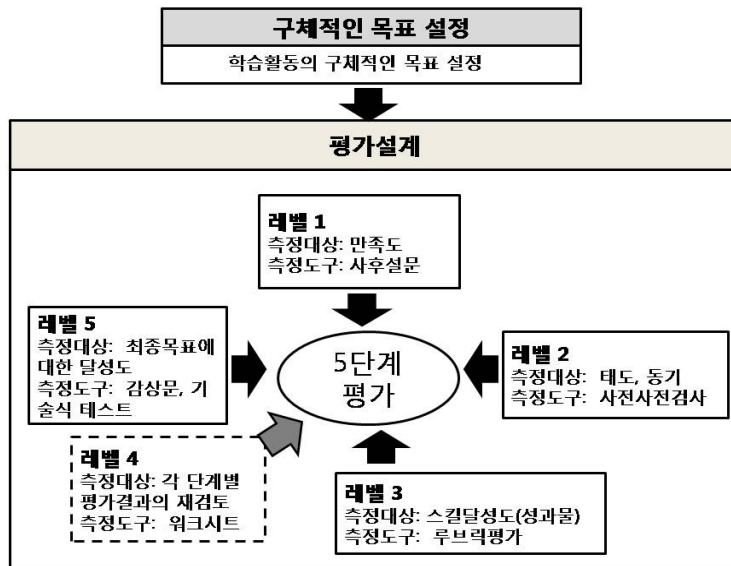 구체적인 목표 설정
학습활동의 구체적인 목표 설정
평가설계
레벨 1
측정대상: 만족도
측정도구: 사후설문
레벨 5
측정대상: 최종목표에
대한 달성도
측정도구: 감상문, 기
술식 테스트
5단계
평가
레벨 2
측정대상: 태도, 동기
측정도구: 사전사전검사
레벨 4
측정대상: 각 단계별
평가결과의 재검토
측정도구: 워크시트
레벨 3
측정대상: 스킬달성도(성과물)
측정도구: 루브릭평가